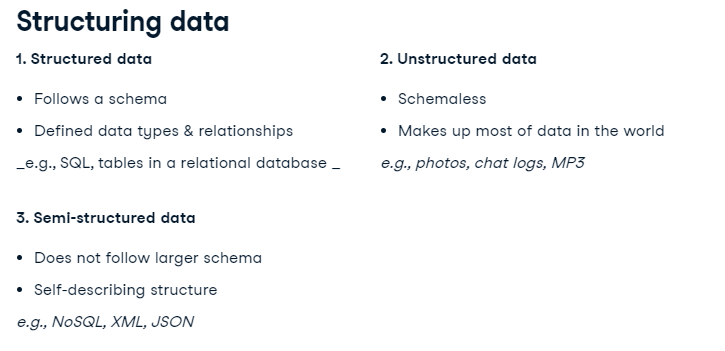 Structuring data
1. Structured data
• Follows a schema
• Defined data types & relationships
_e.g., SQL, tables in a relational database _
2. Unstructured data
• Schemaless
• Makes up most of data in the world
e.g., photos, chat logs, MP3
3. Semi-structured data
• Does not follow larger schema
• Self-describing structure
e.g., NoSQL, XML, JSON